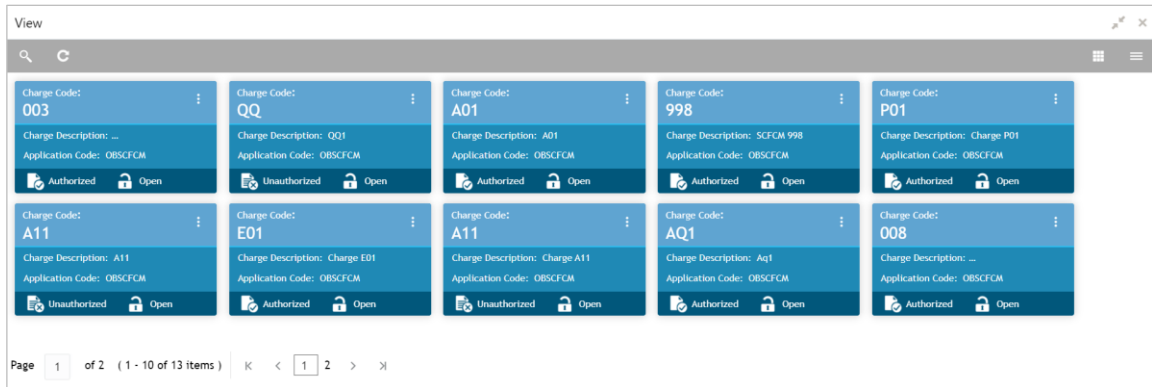 View
Charge Code:
003
Charge Description: ...
Application Code: OBSCFCM
Authorized Open
Charge Code:
QQ
Charge Description: QQ1
Application Code: OBSCFCM
Unauthorized Open
Charge Code:
A01
Charge Description: A01
Application Code: OBSCFCM
Authorized Open
Charge Code:
998
Charge Description: SCFCM 998
Application Code: OBSCFCM
Authorized Open
Charge Code:
P01
Charge Description: Charge P01
Application Code: OBSCFCM
Authorized Open
Charge Code:
A11
Charge Description: A11
Application Code: OBSCFCM
Unauthorized Open
Charge Code:
E01
Charge Description: Charge E01
Application Code: OBSCFCM
Authorized Open
Charge Code:
A11
Charge Description: Charge A11
Application Code: OBSCFCM
Unauthorized Open
Charge Code:
AQ1
Charge Description: Aq1
Application Code: OBSCFCM
Authorized Open
Charge Code:
008
Charge Description: ...
Application Code: OBSCFCM
Authorized Open
Page 1 of 2 ( 1 - 10 of 13 items ) 1 2